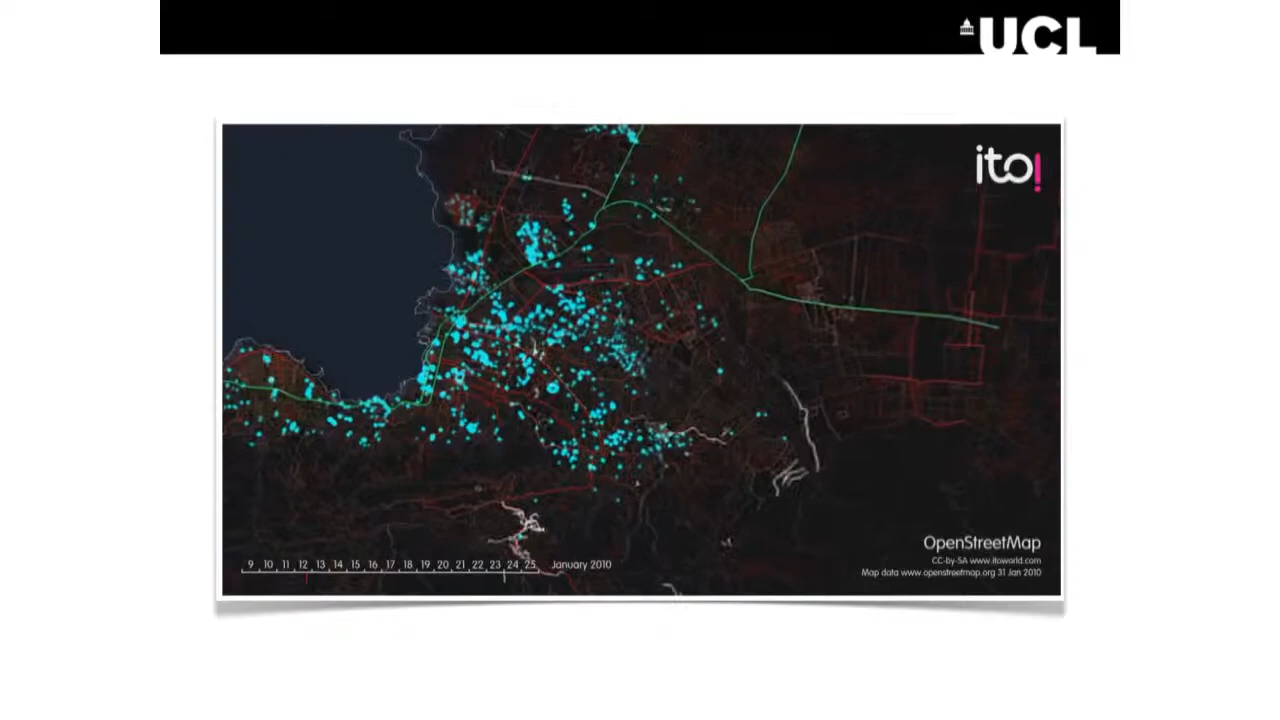 UCL
ito!
OpenStreetMap
CC-by-SA www.itoworld.com
Map data www.openstreetmap.org 31 Jan 2010
9 10 11 12 13 14 15 16 17 18 19 20 21 22 23 24 25 January 2010